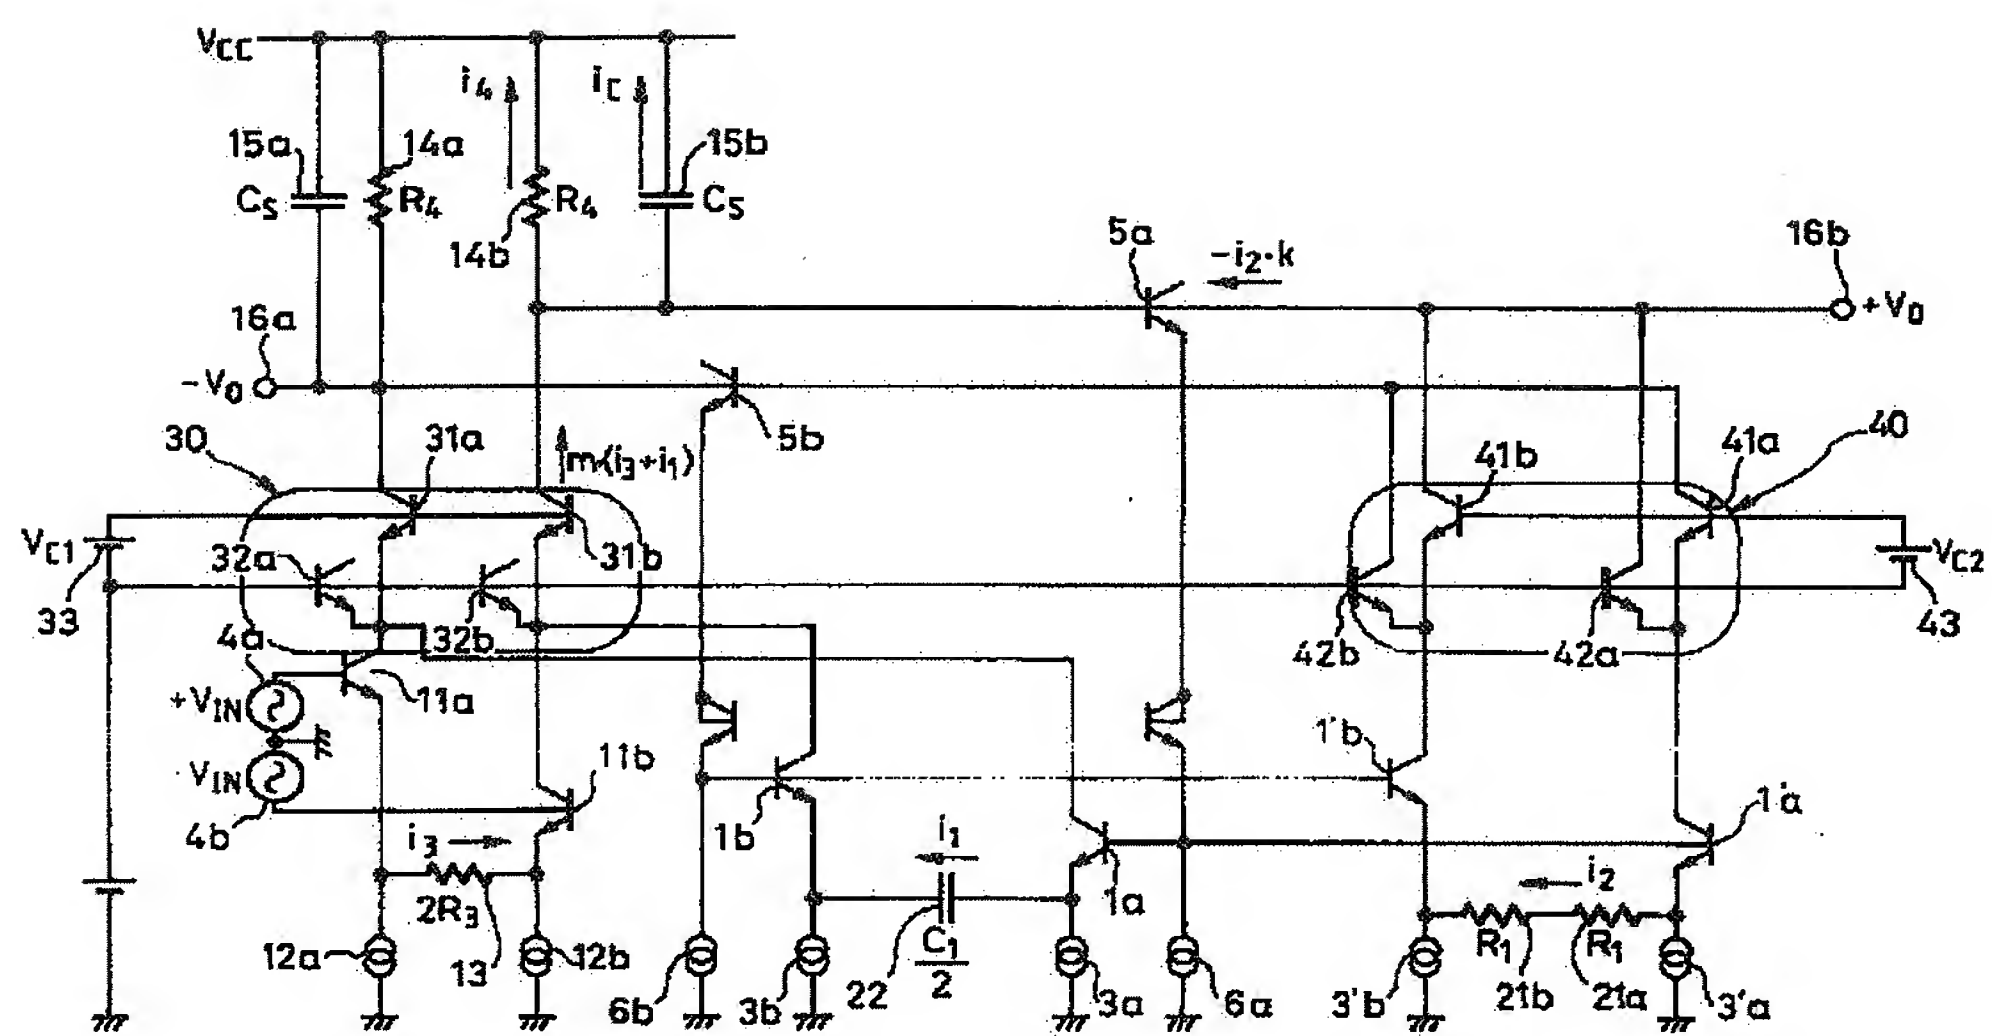 VCC
i4
iC
15a
14a
15b
CS
R4
R4
CS
14b
5a
-i2·k
16b
16a
+VO
-VO
30
31a
5b
m(i3+i1)
41b
41a
40
VC1
32a
31b
VC2
33
4a
32b
42b
42a
43
+VIN
11a
-VIN
11b
1'b
4b
1b
1'a
i3
i1
i2
2R3
1a
C1
2
R1
R1
12a
13
12b
6b
3b
22
3a
6a
3'b
21b
21a
3'a